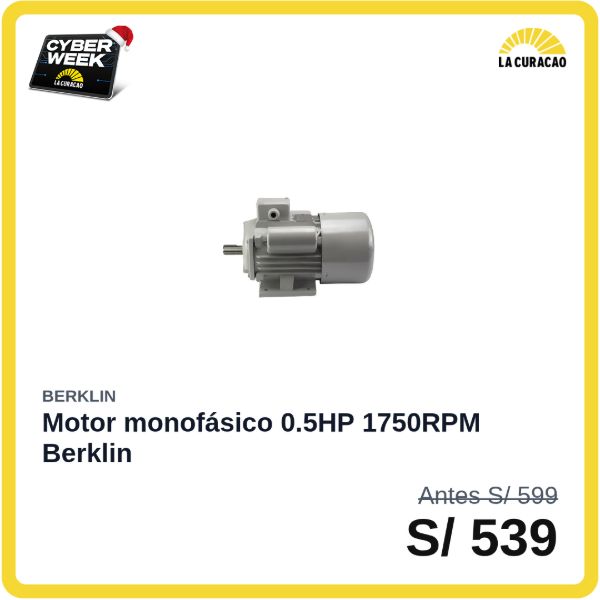 CYBER
WEEK
LA CURACAO
LA CURACAO
BERKLIN
Motor monofásico 0.5HP 1750RPM
Berklin
Antes S/ 599
S/ 539